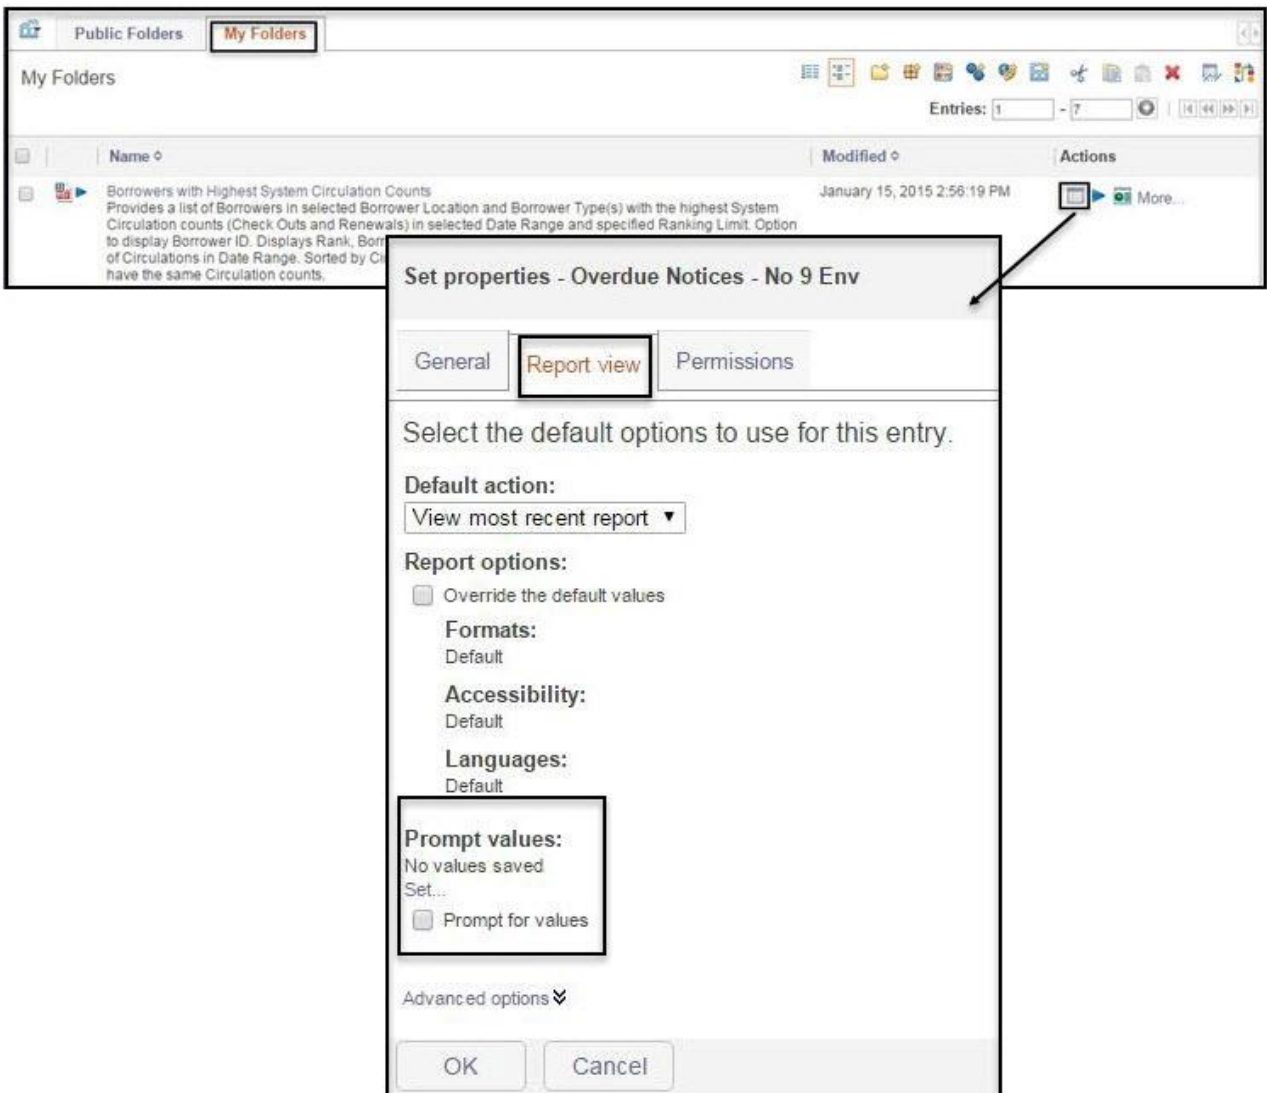 Public Folders
My Folders
My Folders
Entries: 1 - 7
Name
Modified
Actions
Borrowers with Highest System Circulation Counts
January 15, 2015 2:56:19 PM
More...
Provides a list of Borrowers in selected Borrower Location and Borrower Type(s) with the highest System
Circulation counts (Check Outs and Renewals) in selected Date Range and specified Ranking Limit. Option
to display Borrower ID. Displays Rank, Borr
of Circulations in Date Range. Sorted by Ci
have the same Circulation counts.
Set properties - Overdue Notices - No 9 Env
General
Report view
Permissions
Select the default options to use for this entry.
Default action:
View most recent report
Report options:
Override the default values
Formats:
Default
Accessibility:
Default
Languages:
Default
Prompt values:
No values saved
Set...
Prompt for values
Advanced options
OK
Cancel